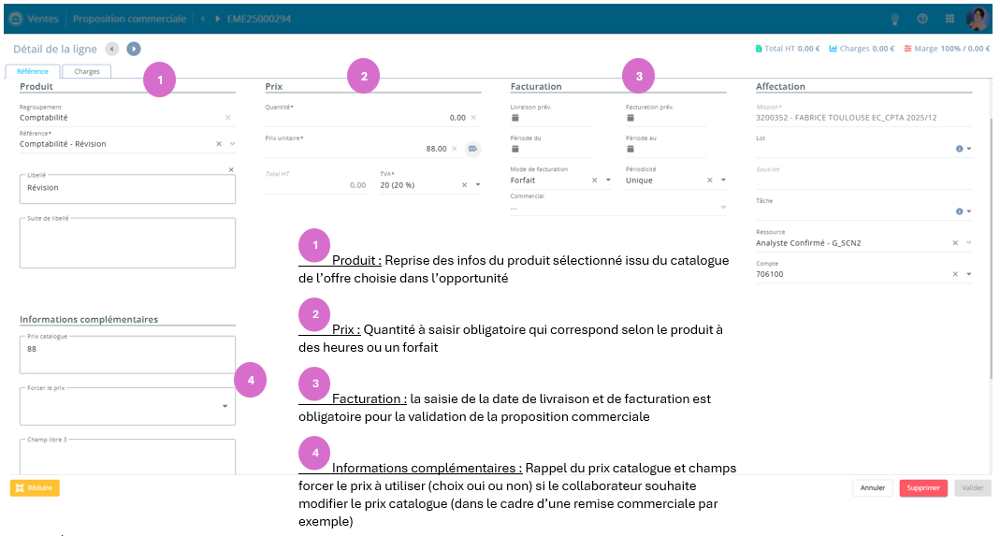 Ventes Proposition commerciale EME25000294
Détail de la ligne
Total HT 0.00 € Charges 0.00 € Marge 100% / 0.00 €
Référence Charges
1
2
3
Produit
Regroupement
Comptabilité
Référence*
Comptabilité - Révision
Libellé
Révision
Suite de libellé
Prix
Quantité*
0.00
Prix unitaire*
88.00
Total HT
0.00
TVA*
20 (20 %)
Facturation
Livraison prév. Facturation prév.
Période du Période au
Mode de facturation Périodicité
Forfait Unique
Commercial
...
Affectation
Mission*
3200352 - FABRICE TOULOUSE EC_CPTA 2025/12
Lot
Sous-lot
Tâche
Ressource
Analyste Confirmé - G_SCN2
Compte
706100
Informations complémentaires
Prix catalogue
88
4
Forcer le prix
Champ libre 3
1
Produit : Reprise des infos du produit sélectionné issu du catalogue
de l’offre choisie dans l’opportunité
2
Prix : Quantité à saisir obligatoire qui correspond selon le produit à
des heures ou un forfait
3
Facturation : la saisie de la date de livraison et de facturation est
obligatoire pour la validation de la proposition commerciale
4
Informations complémentaires : Rappel du prix catalogue et champs
forcer le prix à utiliser (choix oui ou non) si le collaborateur souhaite
modifier le prix catalogue (dans le cadre d’une remise commerciale par
exemple)
Réduire
Annuler Supprimer Valider